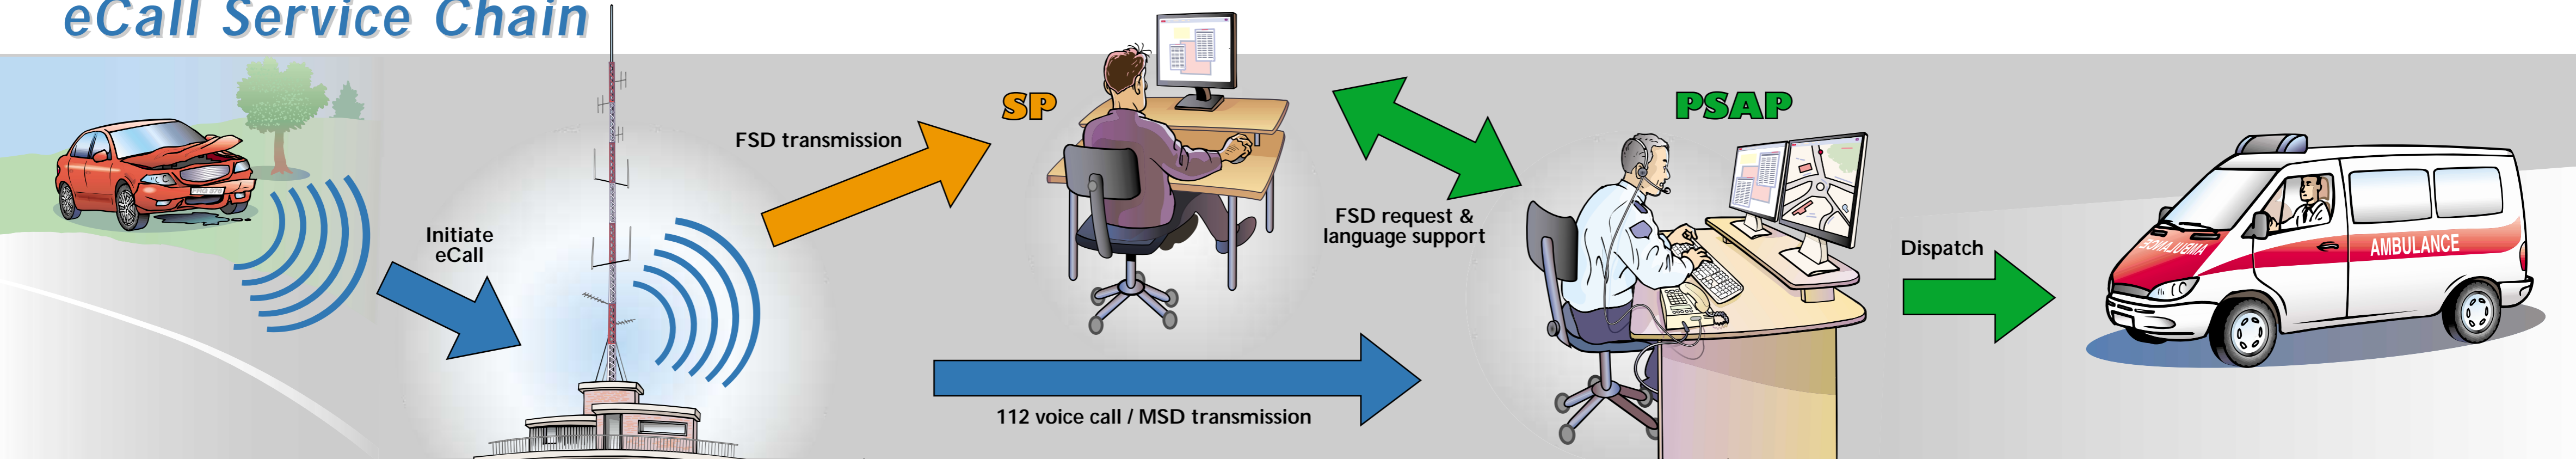 eCall Service Chain
Initiate
eCall
FSD transmission
SP
112 voice call / MSD transmission
FSD request &
language support
PSAP
Dispatch
AMBULANCE